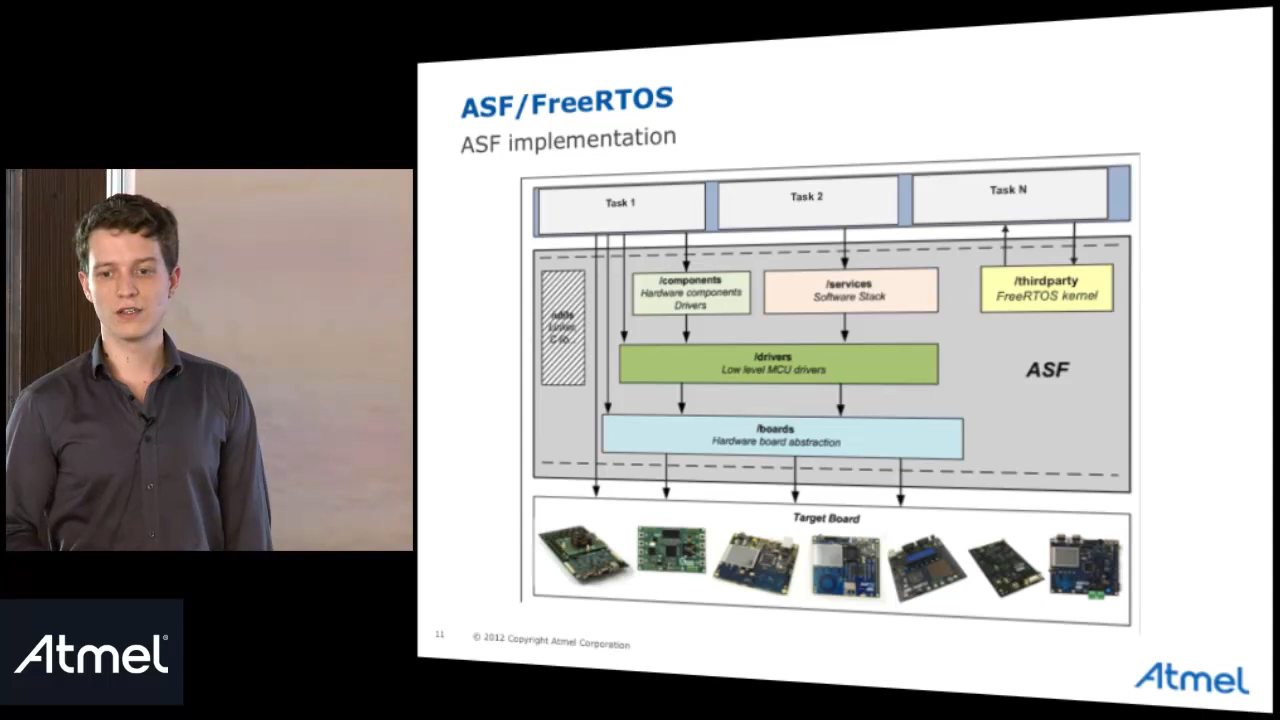 ASF/FreeRTOS
ASF implementation
Task 1
Task 2
Task N
/components
Hardware components
Drivers
/services
Software Stack
/thirdparty
FreeRTOS kernel
/drivers
Low level MCU drivers
ASF
/boards
Hardware board abstraction
Target Board
11
© 2012 Copyright Atmel Corporation
Atmel
Atmel